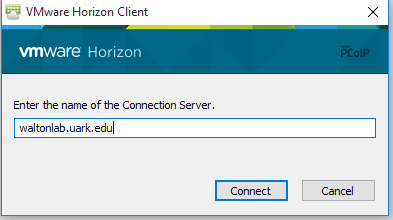 VMware Horizon Client
vmware Horizon
PCoIP
Enter the name of the Connection Server.
waltonlab.uark.edu
Connect
Cancel